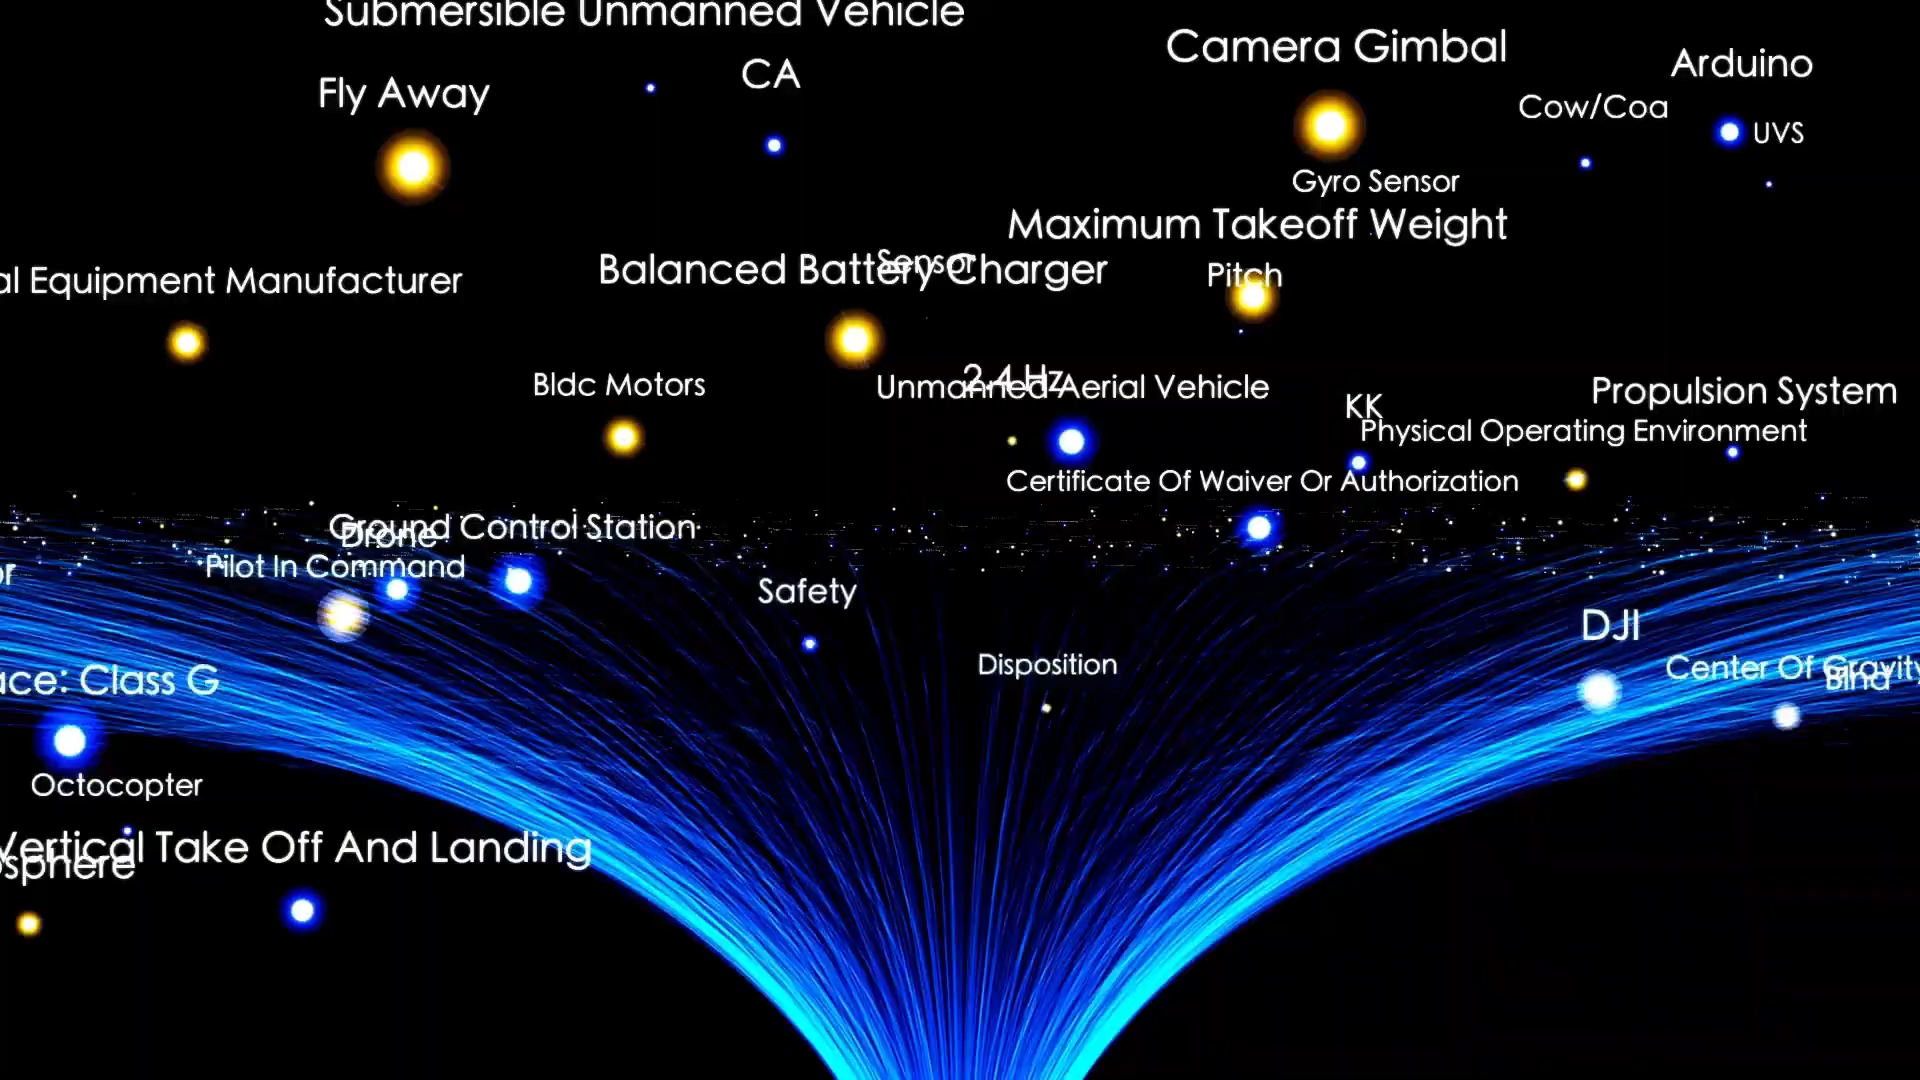 Submersible Unmanned Vehicle
Camera Gimbal
Arduino
CA
Fly Away
Cow/Coa
UVS
Gyro Sensor
Maximum Takeoff Weight
Sensor
Balanced Battery Charger
Pitch
al Equipment Manufacturer
2.4 Hz
Bldc Motors
Unmanned Aerial Vehicle
Propulsion System
KK
Physical Operating Environment
Certificate Of Waiver Or Authorization
Ground Control Station
Drone
Pilot In Command
or
Safety
DJI
Disposition
Center Of Gravity
Bind
ace: Class G
Octocopter
Vertical Take Off And Landing
osphere